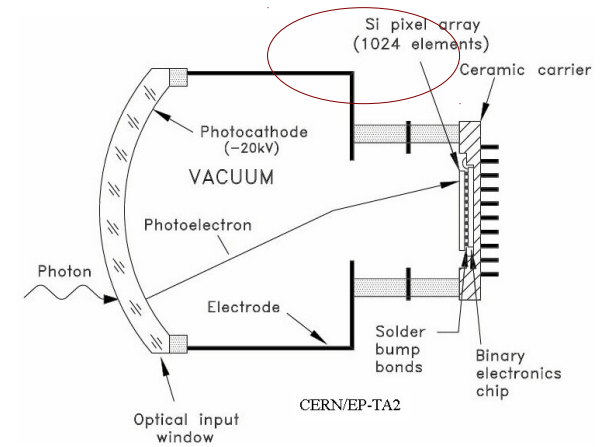 Si pixel array
(1024 elements)
Ceramic carrier
Photocathode
(-20kV)
VACUUM
Photoelectron
Photon
Electrode
Solder
bump
bonds
Binary
electronics
chip
CERN/EP-TA2
Optical input
window